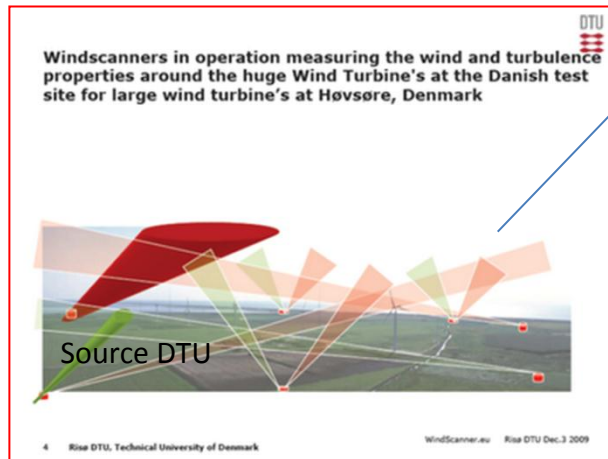 DTU
Windscanners in operation measuring the wind and turbulence
properties around the huge Wind Turbine's at the Danish test
site for large wind turbine's at Høvsøre, Denmark
Source DTU
4 Risø DTU, Technical University of Denmark
WindScanner.eu Risø DTU Dec.3 2009